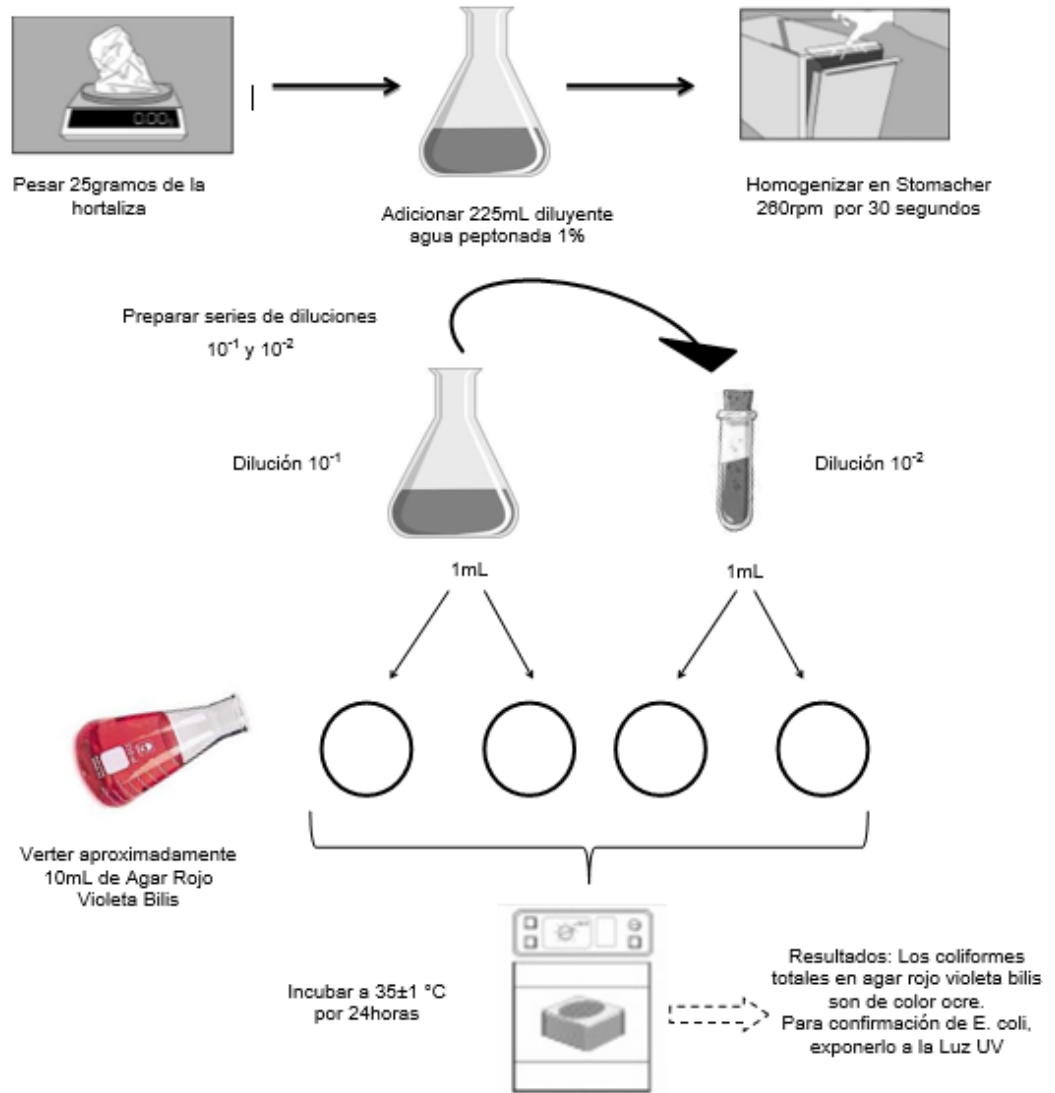 0.00g
Pesar 25gramos de la
hortaliza
Adicionar 225mL diluyente
agua peptonada 1%
Homogenizar en Stomacher
260rpm por 30 segundos
Preparar series de diluciones
10⁻¹ y 10⁻²
Dilución 10⁻¹
Dilución 10⁻²
1mL
1mL
Verter aproximadamente
10mL de Agar Rojo
Violeta Bilis
Incubar a 35±1 °C
por 24horas
Resultados: Los coliformes
totales en agar rojo violeta bilis
son de color ocre.
Para confirmación de E. coli,
exponerlo a la Luz UV